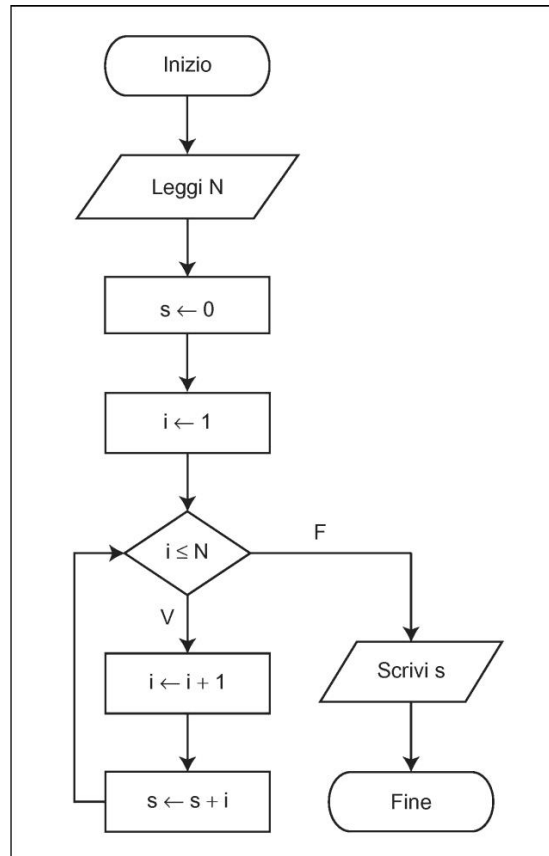 Inizio
Leggi N
s ← 0
i ← 1
i ≤ N
F
V
i ← i + 1
Scrivi s
s ← s + i
Fine